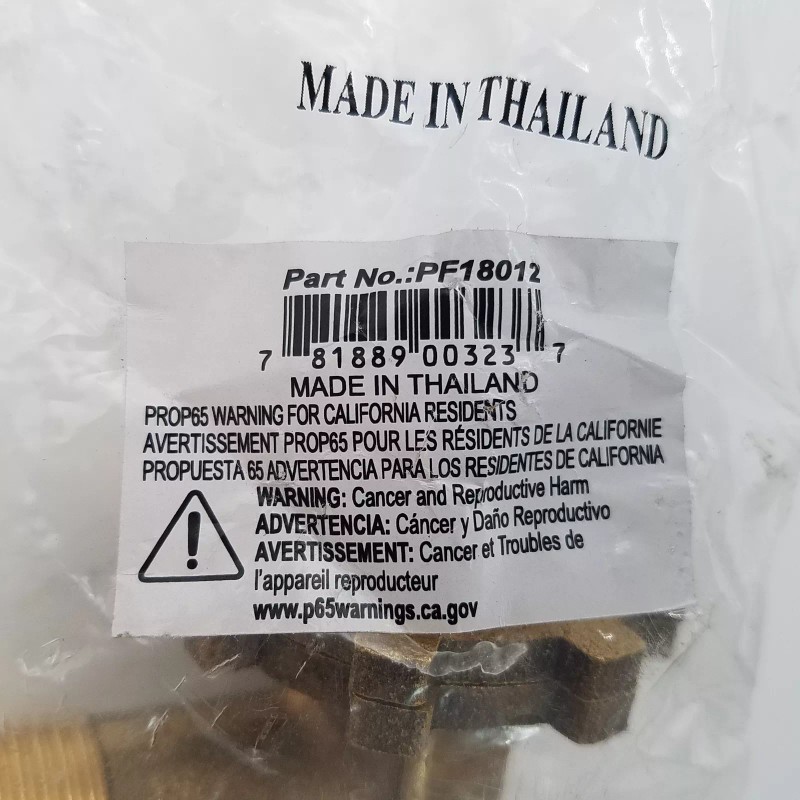 MADE IN THAILAND
Part No.:PF18012
7 81889 00323 7
MADE IN THAILAND
PROP65 WARNING FOR CALIFORNIA RESIDENTS
AVERTISSEMENT PROP65 POUR LES RÉSIDENTS DE LA CALIFORNIE
PROPUESTA 65 ADVERTENCIA PARA LOS RESIDENTES DE CALIFORNIA
WARNING: Cancer and Reproductive Harm
ADVERTENCIA: Cáncer y Daño Reproductivo
AVERTISSEMENT: Cancer et Troubles de
l'appareil reproducteur
www.p65warnings.ca.gov